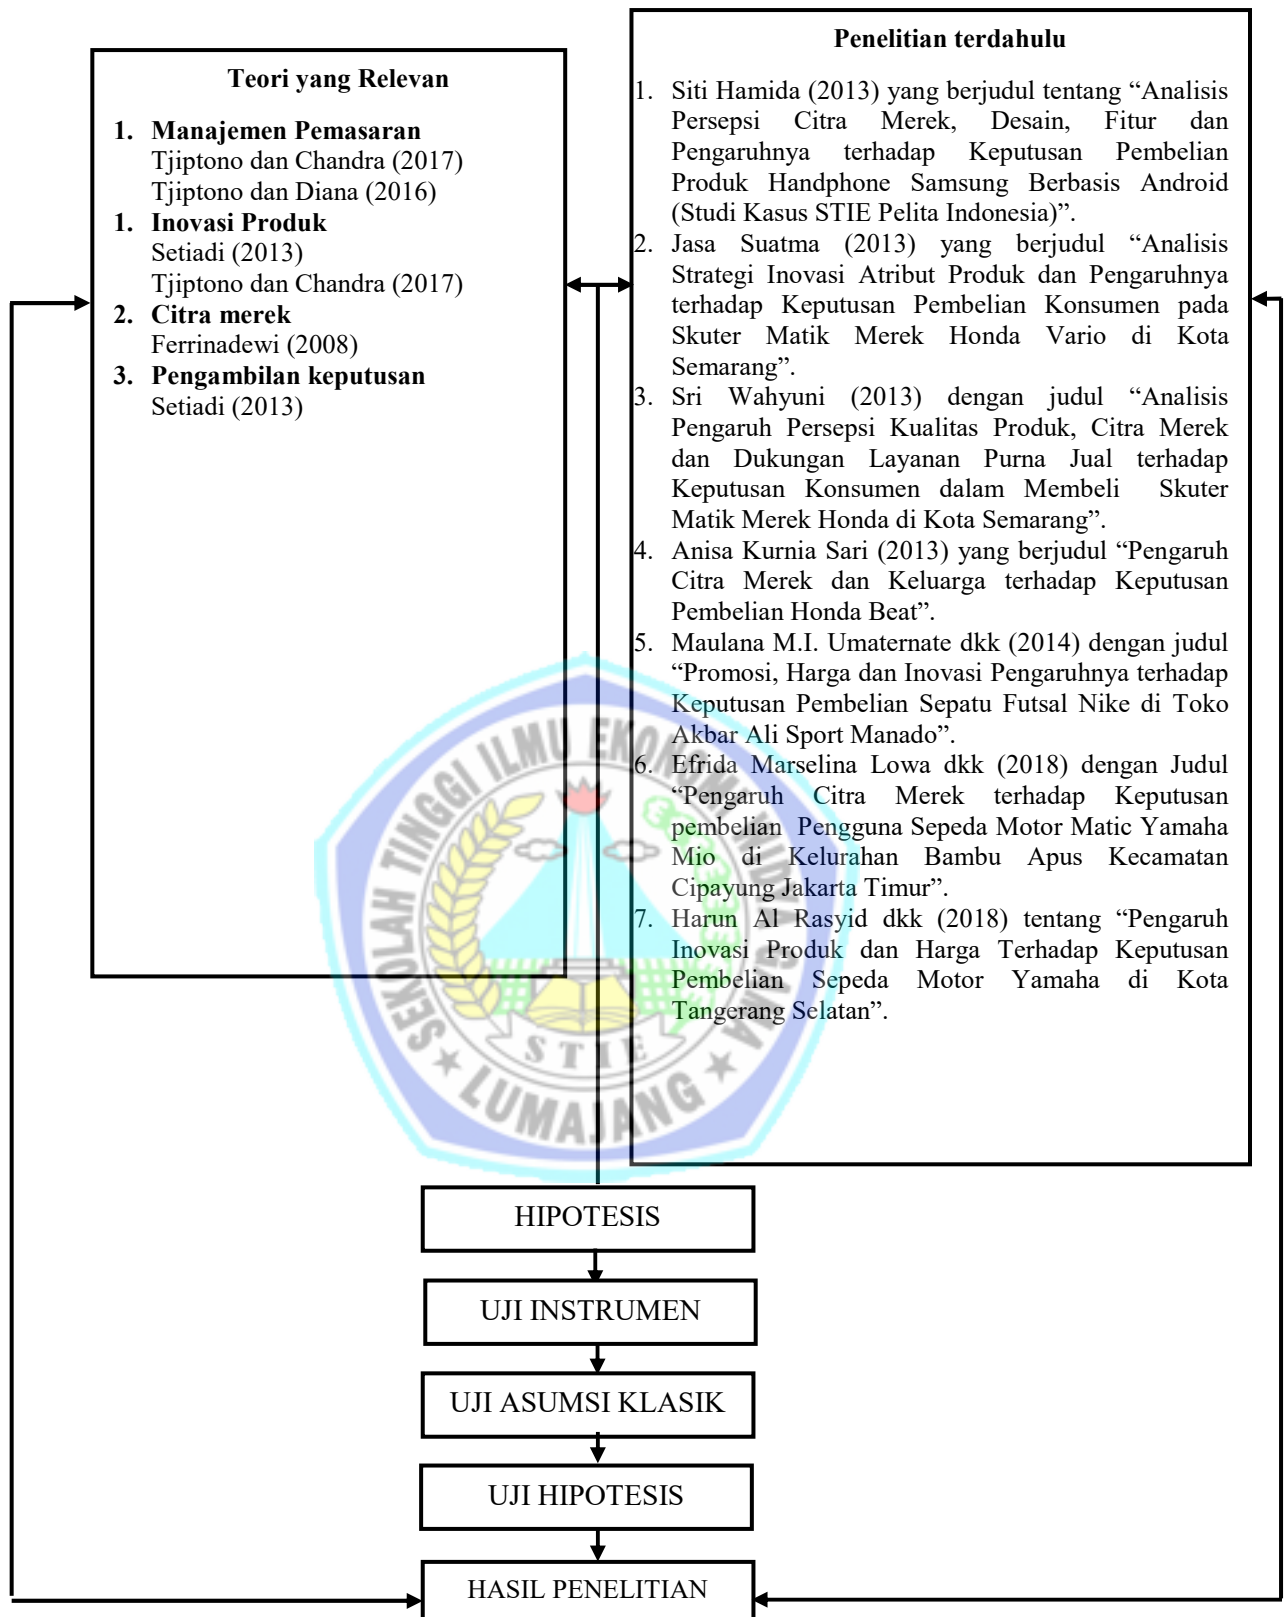 Teori yang Relevan
1. Manajemen Pemasaran
Tjiptono dan Chandra (2017)
Tjiptono dan Diana (2016)
1. Inovasi Produk
Setiadi (2013)
Tjiptono dan Chandra (2017)
2. Citra merek
Ferrinadewi (2008)
3. Pengambilan keputusan
Setiadi (2013)
Penelitian terdahulu
1. Siti Hamida (2013) yang berjudul tentang “Analisis
Persepsi Citra Merek, Desain, Fitur dan
Pengaruhnya terhadap Keputusan Pembelian
Produk Handphone Samsung Berbasis Android
(Studi Kasus STIE Pelita Indonesia)”.
2. Jasa Suatma (2013) yang berjudul “Analisis
Strategi Inovasi Atribut Produk dan Pengaruhnya
terhadap Keputusan Pembelian Konsumen pada
Skuter Matik Merek Honda Vario di Kota
Semarang”.
3. Sri Wahyuni (2013) dengan judul “Analisis
Pengaruh Persepsi Kualitas Produk, Citra Merek
dan Dukungan Layanan Purna Jual terhadap
Keputusan Konsumen dalam Membeli Skuter
Matik Merek Honda di Kota Semarang”.
4. Anisa Kurnia Sari (2013) yang berjudul “Pengaruh
Citra Merek dan Keluarga terhadap Keputusan
Pembelian Honda Beat”.
5. Maulana M.I. Umaternate dkk (2014) dengan judul
“Promosi, Harga dan Inovasi Pengaruhnya terhadap
Keputusan Pembelian Sepatu Futsal Nike di Toko
Akbar Ali Sport Manado”.
6. Efrida Marselina Lowa dkk (2018) dengan Judul
“Pengaruh Citra Merek terhadap Keputusan
pembelian Pengguna Sepeda Motor Matic Yamaha
Mio di Kelurahan Bambu Apus Kecamatan
Cipayung Jakarta Timur”.
7. Harun Al Rasyid dkk (2018) tentang “Pengaruh
Inovasi Produk dan Harga Terhadap Keputusan
Pembelian Sepeda Motor Yamaha di Kota
Tangerang Selatan”.
SEKOLAH TINGGI ILMU EKONOMI WIDYA GAMA
STIE
LUMAJANG
HIPOTESIS
UJI INSTRUMEN
UJI ASUMSI KLASIK
UJI HIPOTESIS
HASIL PENELITIAN